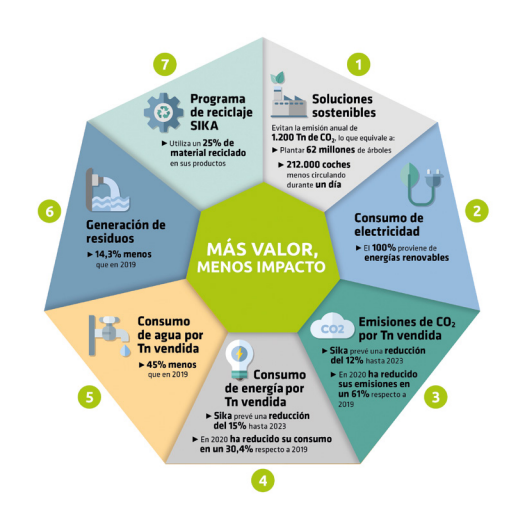 1
Soluciones
sostenibles
Evitan la emisión anual de
1.200 Tn de CO₂, lo que equivale a:
► Plantar 62 millones de árboles
► 212.000 coches
menos circulando
durante un día
2
Consumo de
electricidad
► El 100% proviene de
energías renovables
3
CO2
Emisiones de CO₂
por Tn vendida
► Sika prevé una reducción
del 12% hasta 2023
► En 2020 ha reducido
sus emisiones en
un 61% respecto a
2019
4
Consumo
de energía por
Tn vendida
► Sika prevé una reducción
del 15% hasta 2023
► En 2020 ha reducido su consumo
en un 30,4% respecto a 2019
5
Consumo
de agua por
Tn vendida
► 45% menos
que en 2019
6
Generación de
residuos
► 14,3% menos
que en 2019
7
Programa
de reciclaje
SIKA
► Utiliza un 25% de
material reciclado
en sus productos
MÁS VALOR,
MENOS IMPACTO